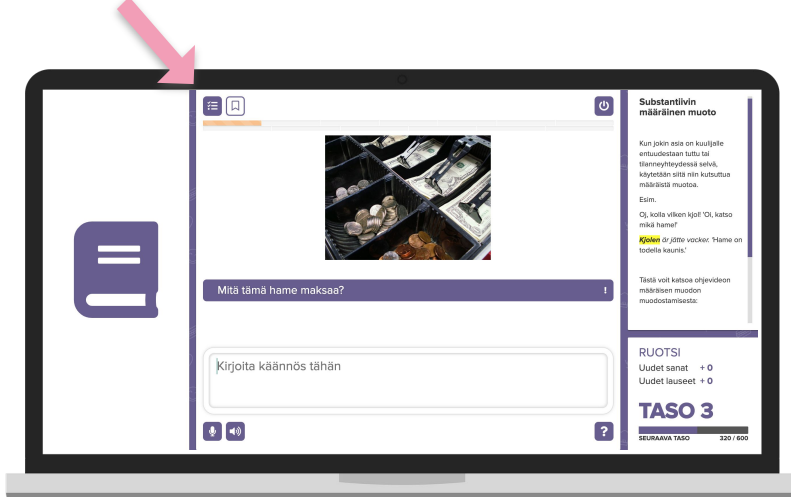 Mitä tämä hame maksaa?
!
Kirjoita käännös tähän
?
Substantiivin
määräinen muoto
Kun jokin asia on kuulijalle
entuudestaan tuttu tai
tilanneyhteydessä selvä,
käytetään siitä niin kutsuttua
määräistä muotoa.
Esim.
Oj, kolla vilken kjol! 'Oi, katso
mikä hame!'
Kjolen är jätte vacker. 'Hame on
todella kaunis.'
Tästä voit katsoa ohjevideon
määräisen muodon
muodostamisesta:
RUOTSI
Uudet sanat + 0
Uudet lauseet + 0
TASO 3
SEURAAVA TASO 320 / 600